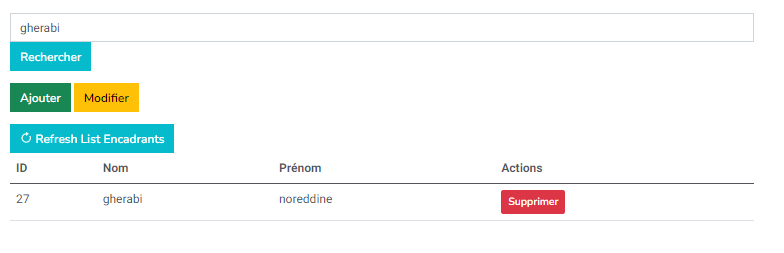 gherabi
Rechercher
Ajouter Modifier
Refresh List Encadrants
ID Nom Prénom Actions
27 gherabi noreddine Supprimer